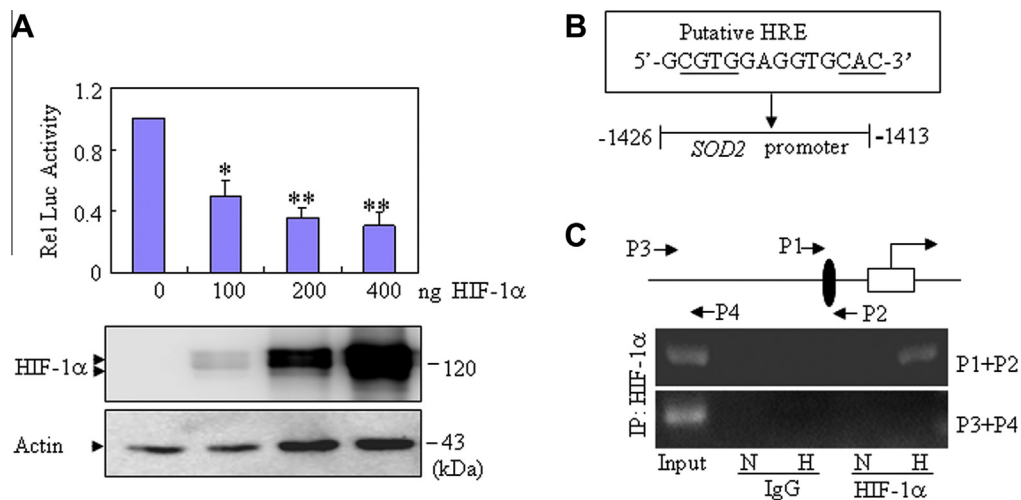 A
Rel Luc Activity
1.2
0.8
0.4
0
*
**
**
0 100 200 400 ng HIF-1α
HIF-1α
120
Actin
43
(kDa)
B
Putative HRE
5'-GCGTGGAGGTGCAC-3'
-1426
SOD2 promoter
-1413
C
P3
P1
P4
P2
IP: HIF-1α
P1+P2
P3+P4
Input N H N H
IgG HIF-1α